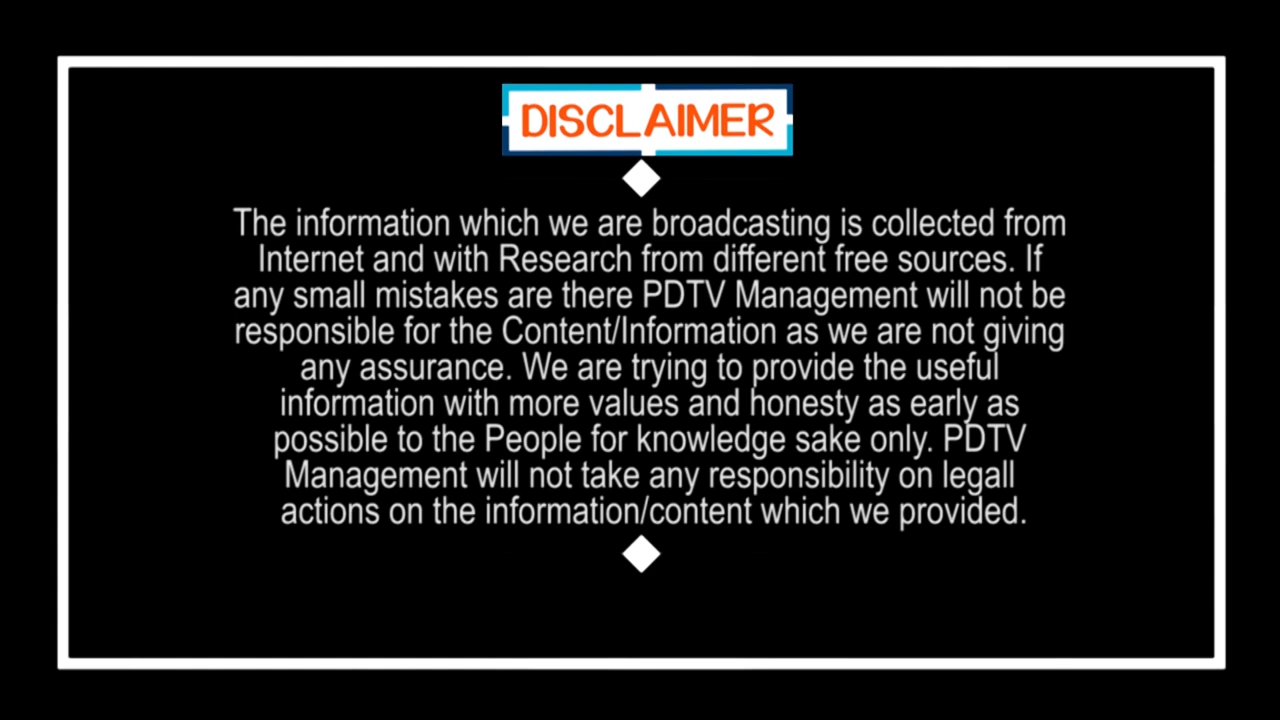 DISCLAIMER
The information which we are broadcasting is collected from
Internet and with Research from different free sources. If
any small mistakes are there PDTV Management will not be
responsible for the Content/Information as we are not giving
any assurance. We are trying to provide the useful
information with more values and honesty as early as
possible to the People for knowledge sake only. PDTV
Management will not take any responsibility on legall
actions on the information/content which we provided.